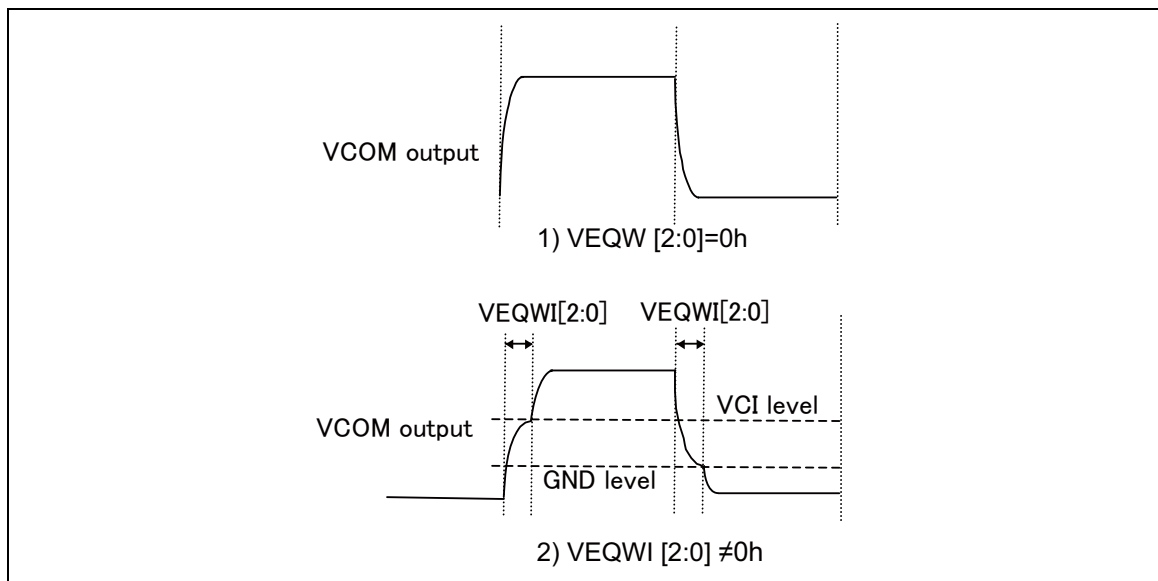 VCOM output
1) VEQW [2:0]=0h
VEQWI[2:0] VEQWI[2:0]
VCI level
VCOM output
GND level
2) VEQWI [2:0] ≠0h